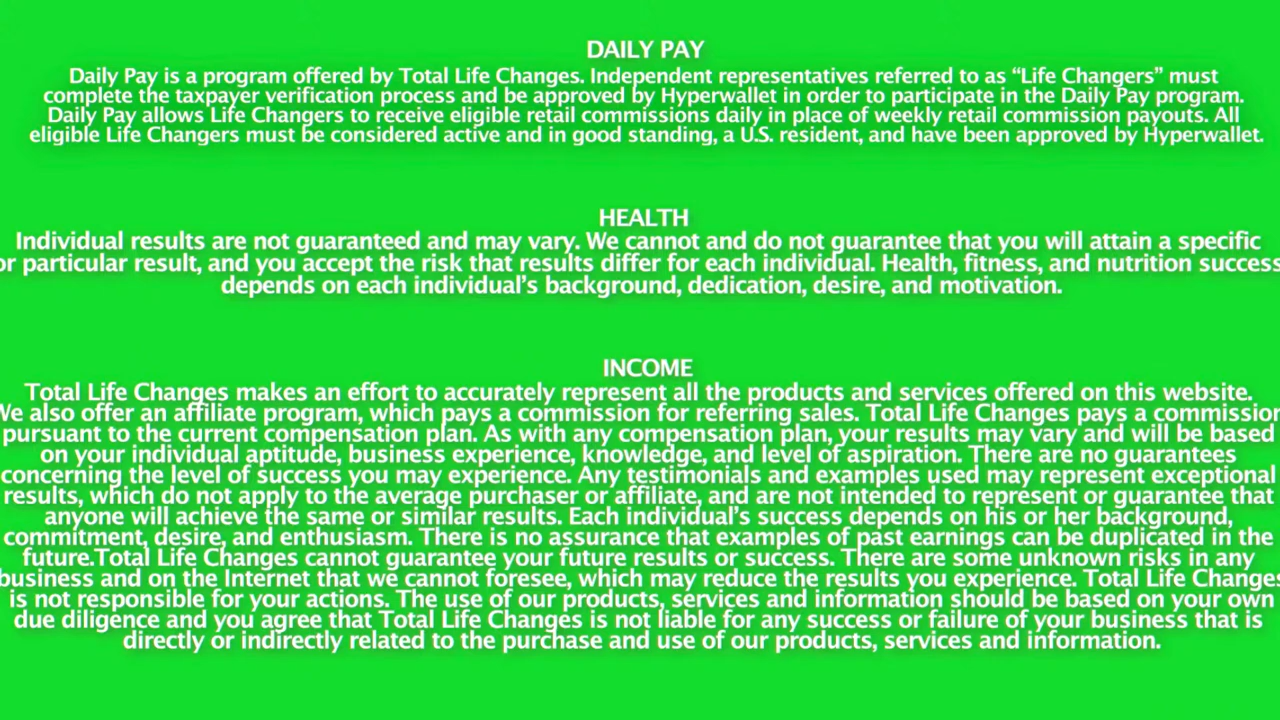 DAILY PAY
Daily Pay is a program offered by Total Life Changes. Independent representatives referred to as “Life Changers” must
complete the taxpayer verification process and be approved by Hyperwallet in order to participate in the Daily Pay program.
Daily Pay allows Life Changers to receive eligible retail commissions daily in place of weekly retail commission payouts. All
eligible Life Changers must be considered active and in good standing, a U.S. resident, and have been approved by Hyperwallet.
HEALTH
Individual results are not guaranteed and may vary. We cannot and do not guarantee that you will attain a specific
or particular result, and you accept the risk that results differ for each individual. Health, fitness, and nutrition success
depends on each individual’s background, dedication, desire, and motivation.
INCOME
Total Life Changes makes an effort to accurately represent all the products and services offered on this website.
We also offer an affiliate program, which pays a commission for referring sales. Total Life Changes pays a commission
pursuant to the current compensation plan. As with any compensation plan, your results may vary and will be based
on your individual aptitude, business experience, knowledge, and level of aspiration. There are no guarantees
concerning the level of success you may experience. Any testimonials and examples used may represent exceptional
results, which do not apply to the average purchaser or affiliate, and are not intended to represent or guarantee that
anyone will achieve the same or similar results. Each individual’s success depends on his or her background,
commitment, desire, and enthusiasm. There is no assurance that examples of past earnings can be duplicated in the
future.Total Life Changes cannot guarantee your future results or success. There are some unknown risks in any
business and on the Internet that we cannot foresee, which may reduce the results you experience. Total Life Changes
is not responsible for your actions. The use of our products, services and information should be based on your own
due diligence and you agree that Total Life Changes is not liable for any success or failure of your business that is
directly or indirectly related to the purchase and use of our products, services and information.